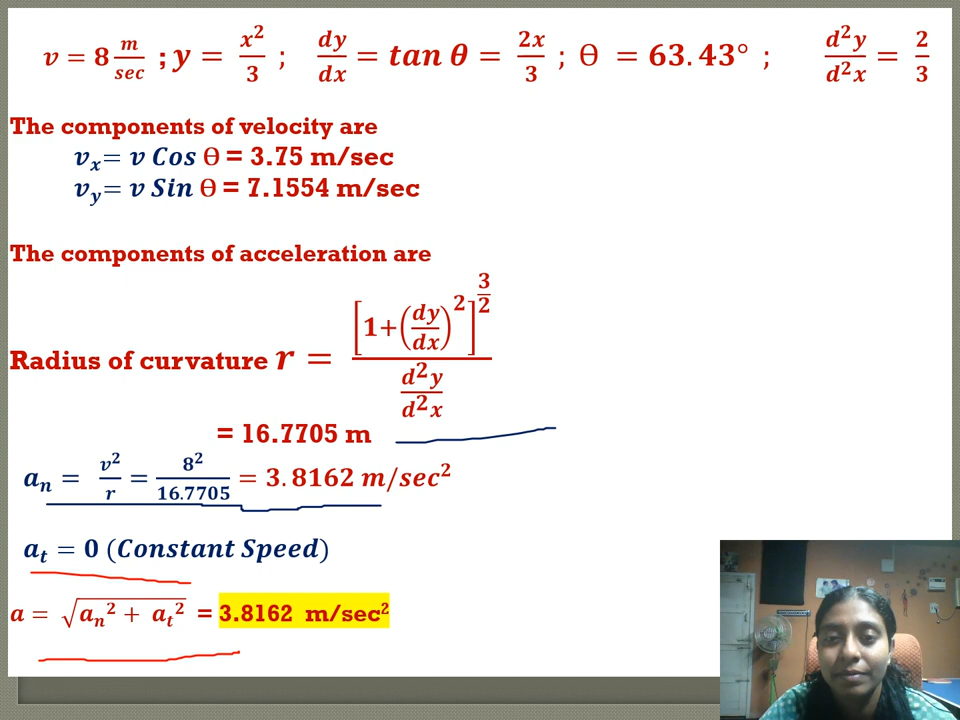 v = 8 m/sec ; y = x²/3 ; dy/dx = tan θ = 2x/3 ; ϴ = 63.43° ; d²y/d²x = 2/3
The components of velocity are
vₓ= v Cos ϴ = 3.75 m/sec
v_y= v Sin ϴ = 7.1554 m/sec
The components of acceleration are
Radius of curvature r = [1+(dy/dx)²]^(3/2) / (d²y/d²x)
= 16.7705 m
aₙ = v²/r = 8²/16.7705 = 3.8162 m/sec²
aₜ = 0 (Constant Speed)
a = √(aₙ² + aₜ²) = 3.8162 m/sec²